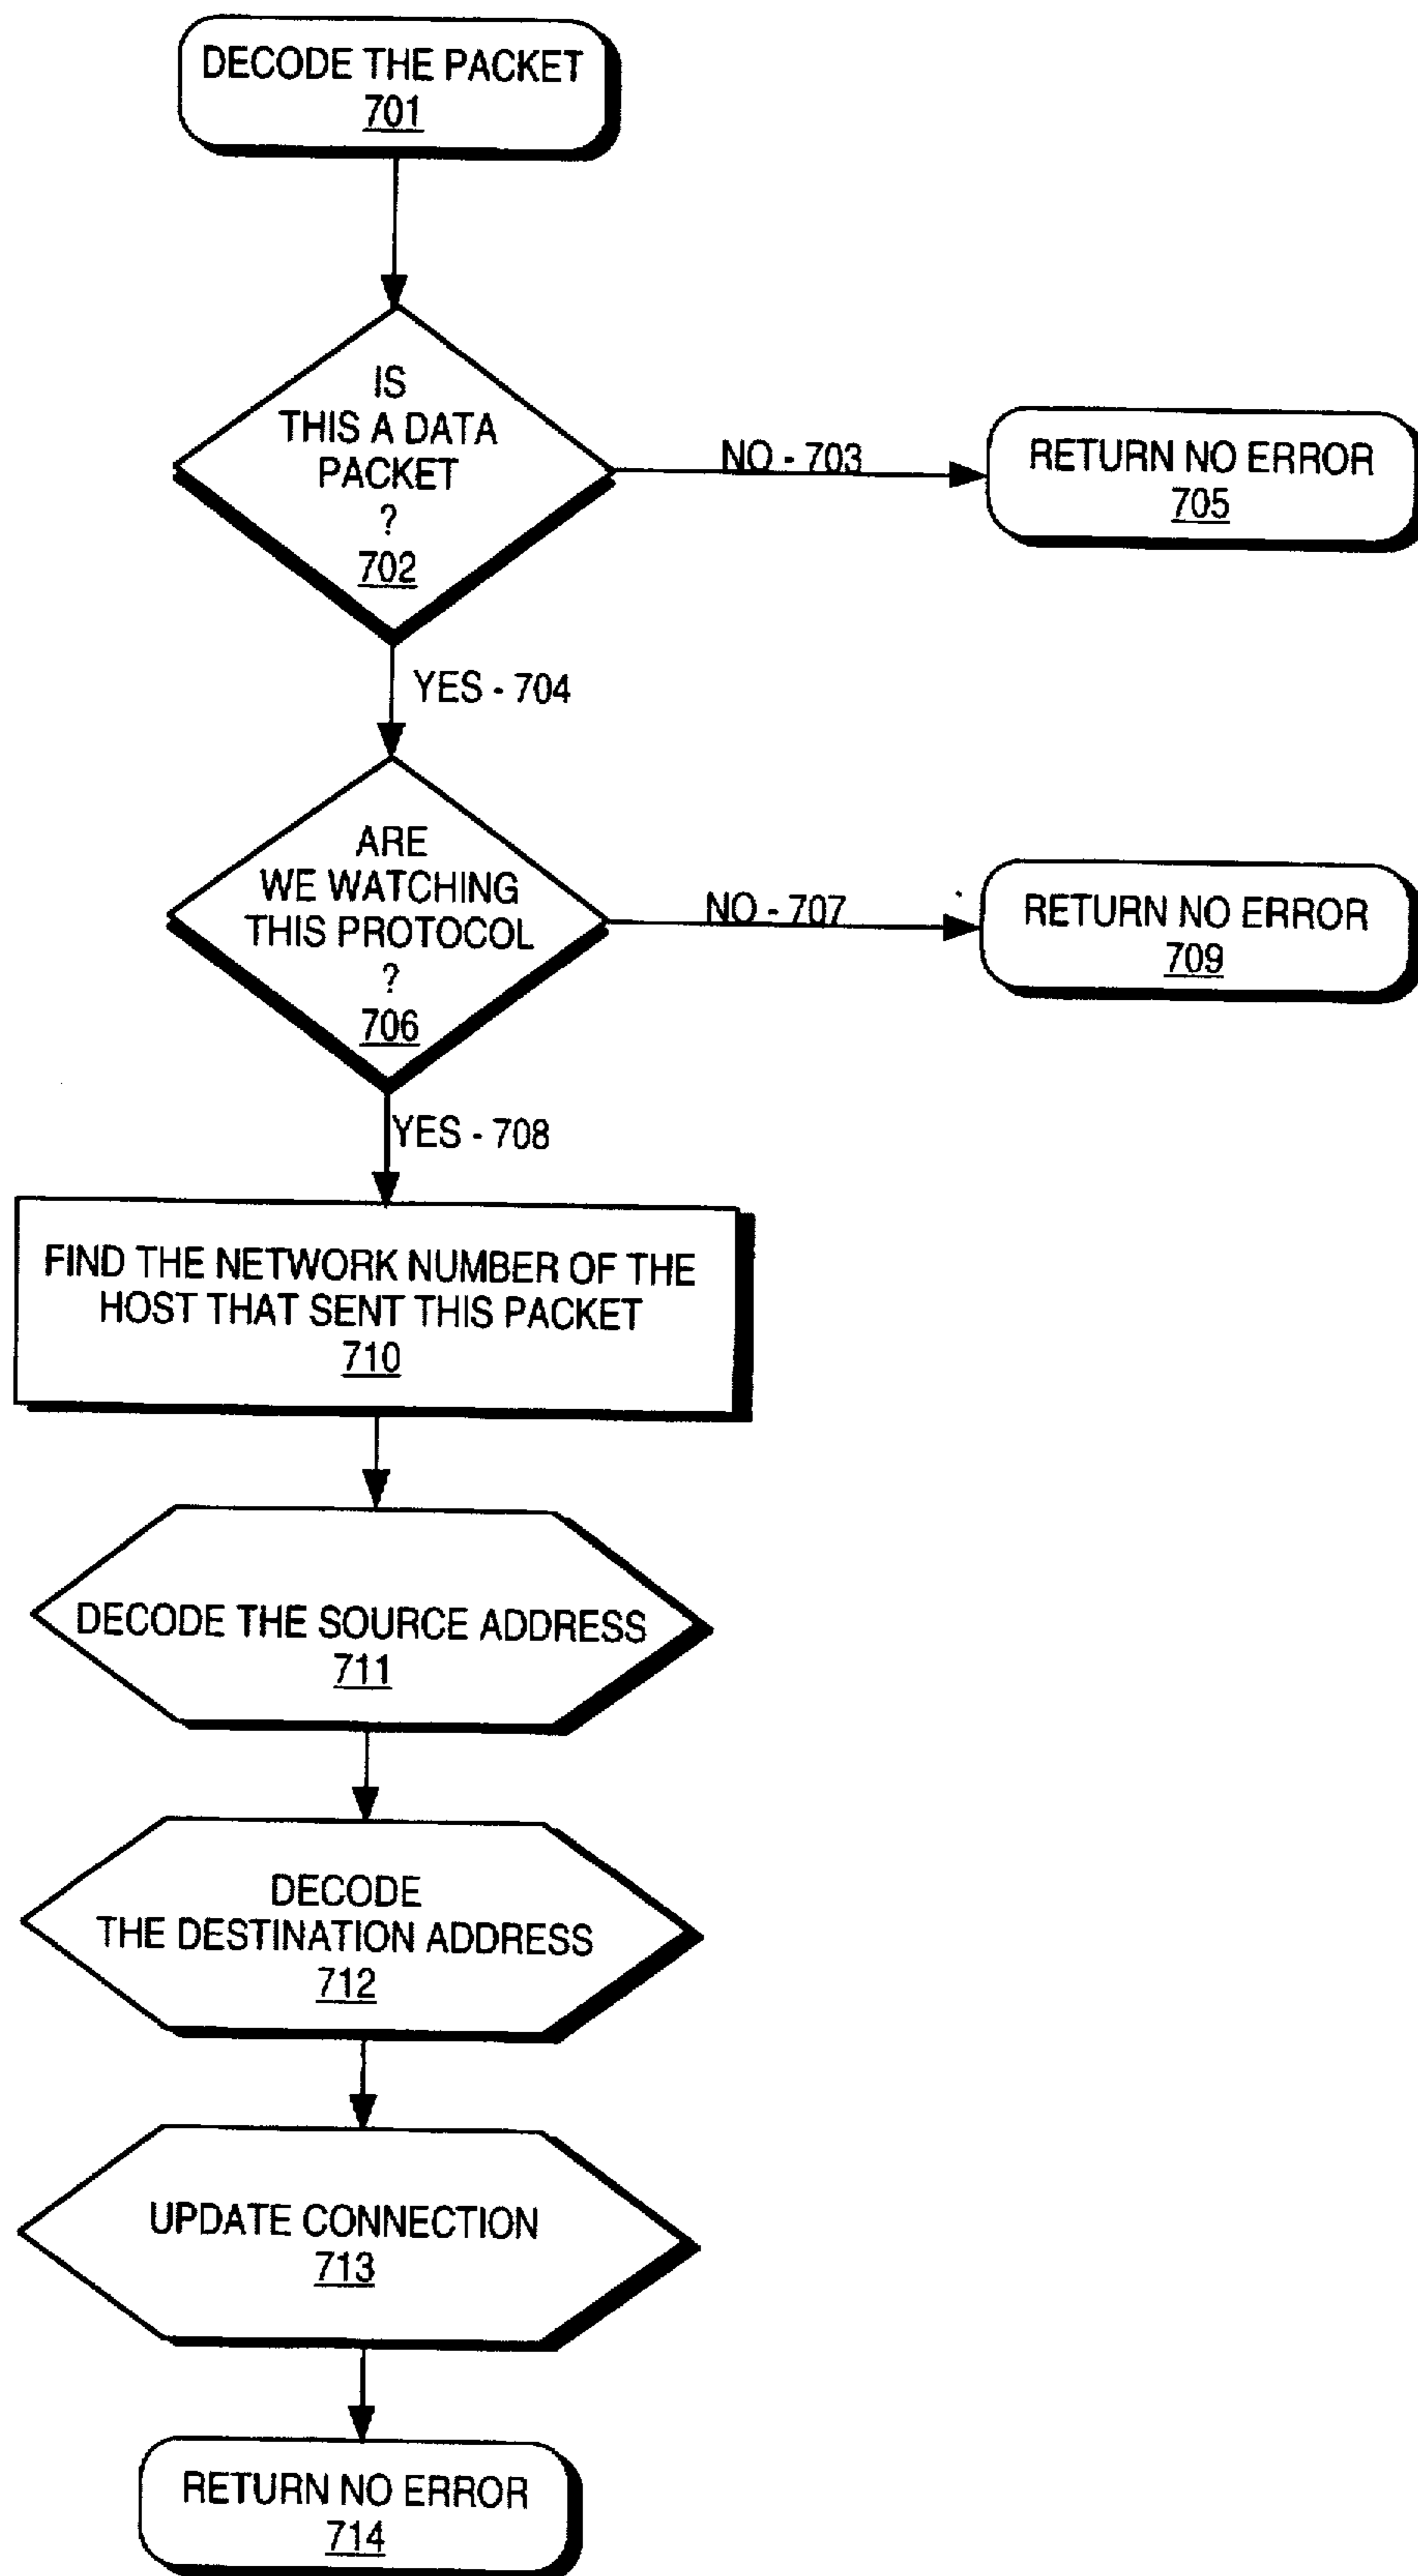 DECODE THE PACKET
701
IS
THIS A DATA
PACKET
?
702
NO - 703
RETURN NO ERROR
705
YES - 704
ARE
WE WATCHING
THIS PROTOCOL
?
706
NO - 707
RETURN NO ERROR
709
YES - 708
FIND THE NETWORK NUMBER OF THE
HOST THAT SENT THIS PACKET
710
DECODE THE SOURCE ADDRESS
711
DECODE
THE DESTINATION ADDRESS
712
UPDATE CONNECTION
713
RETURN NO ERROR
714